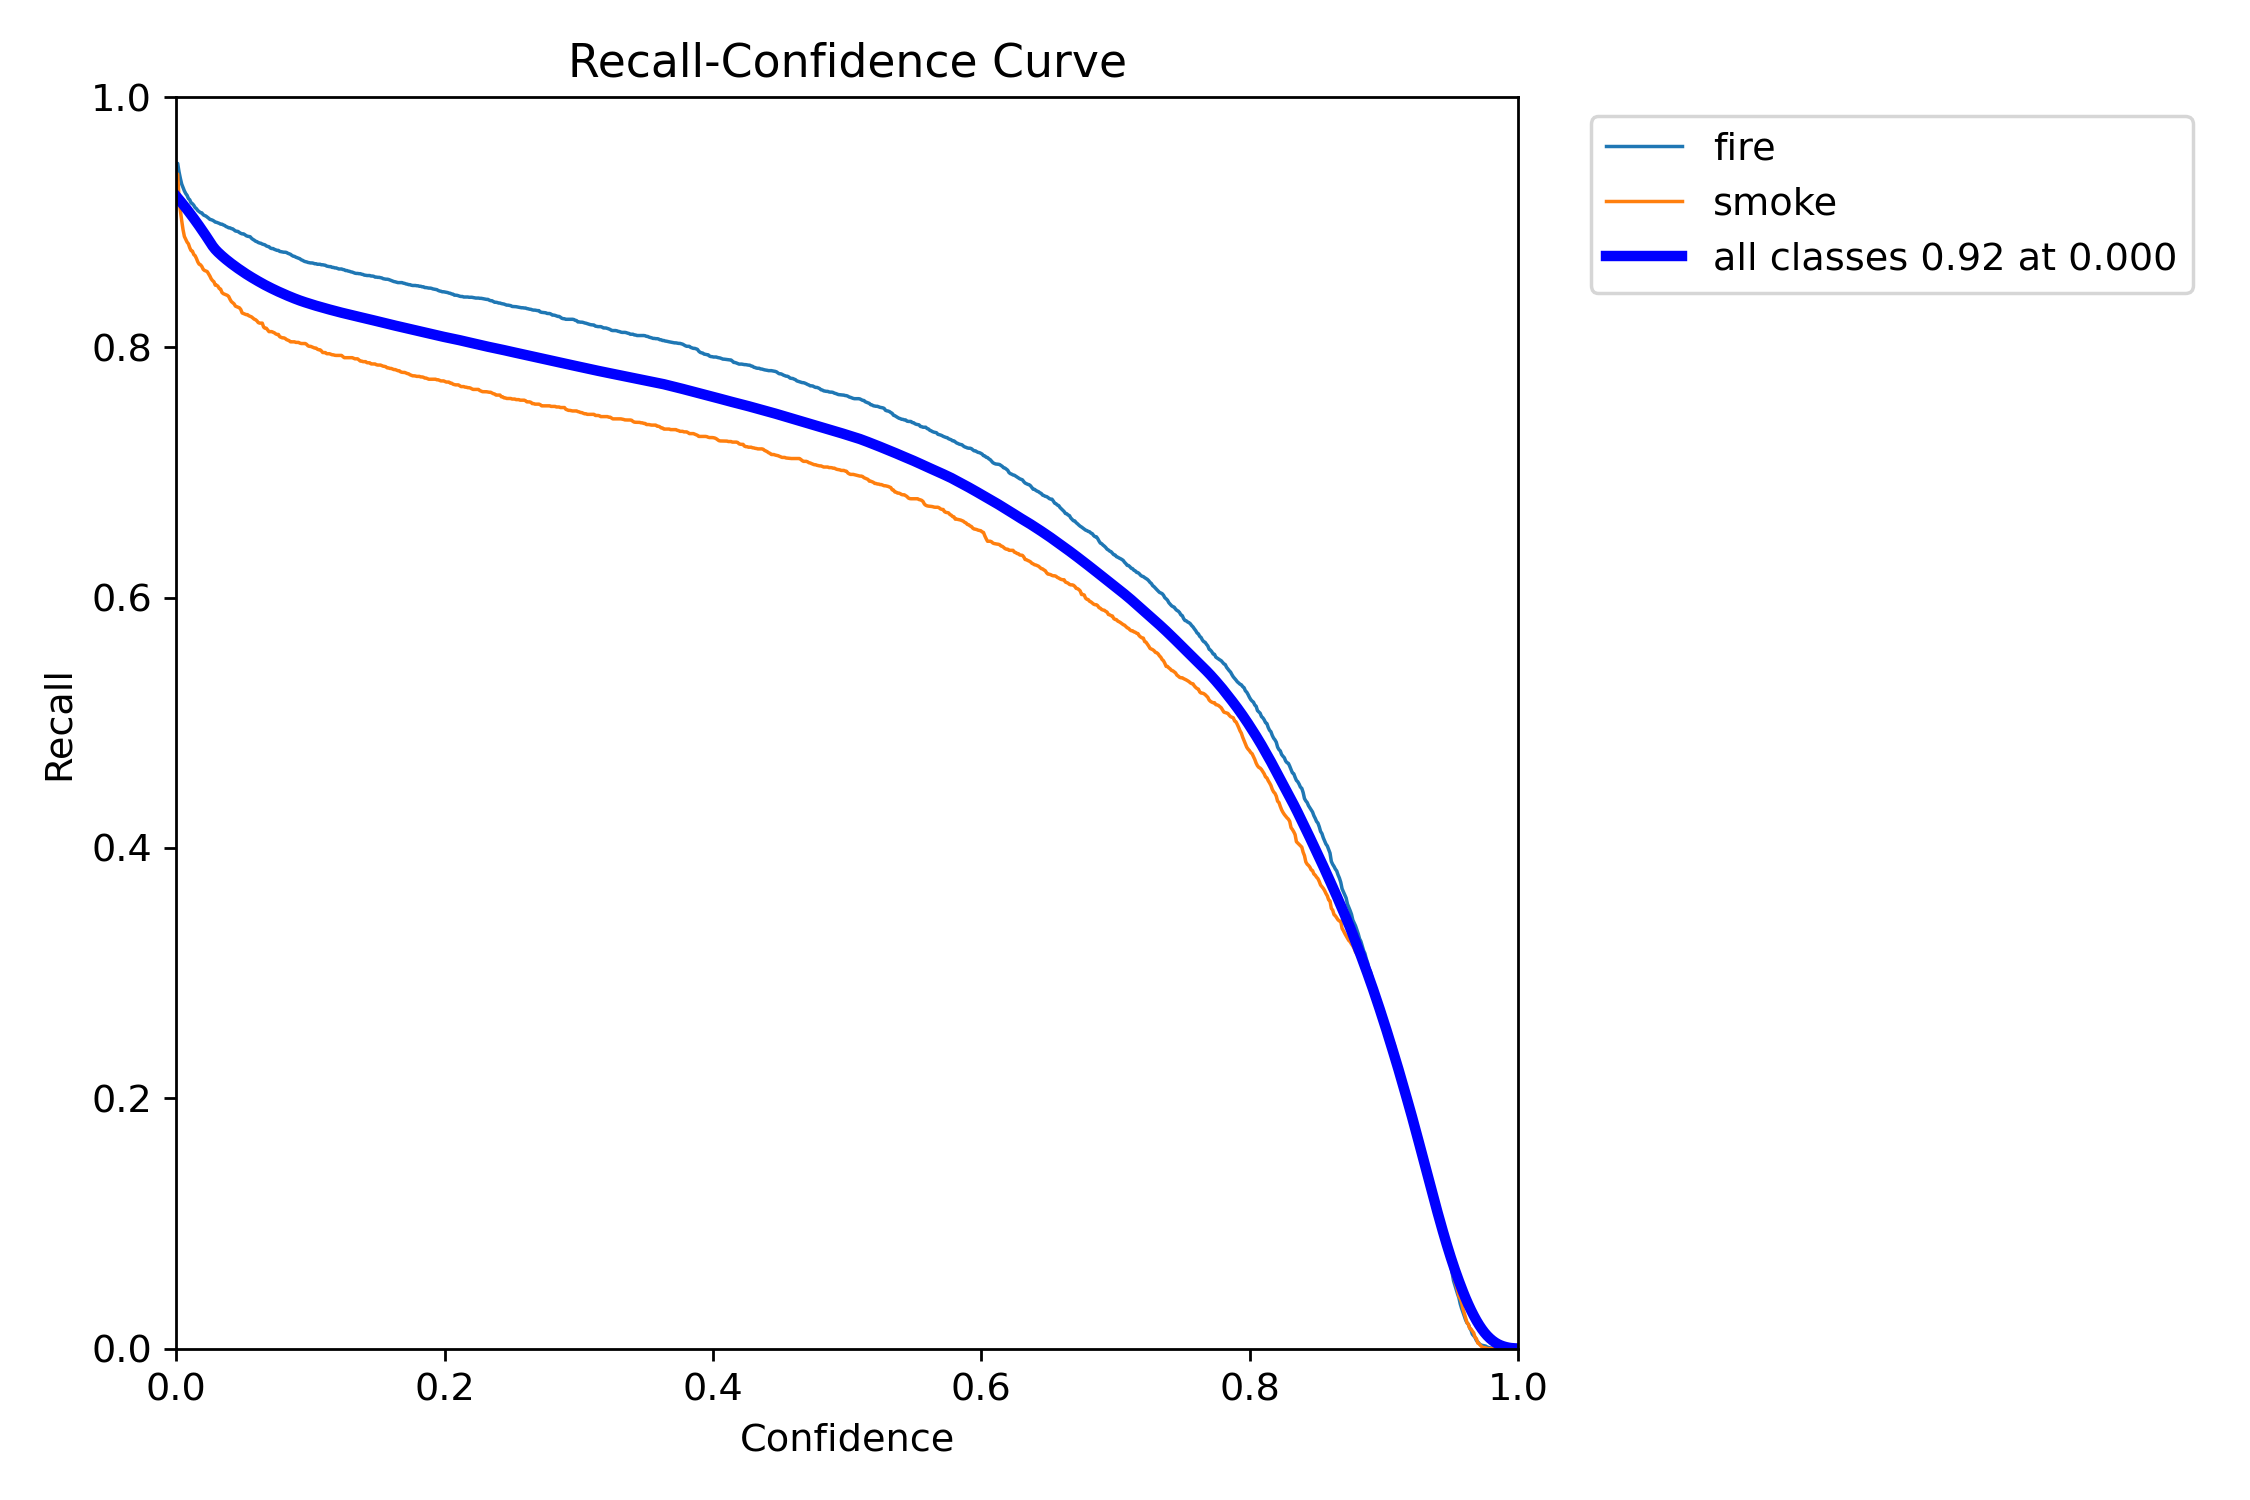 Recall-Confidence Curve
1.0
0.8
0.6
0.4
0.2
0.0
Recall
0.0 0.2 0.4 0.6 0.8 1.0
Confidence
fire
smoke
all classes 0.92 at 0.000